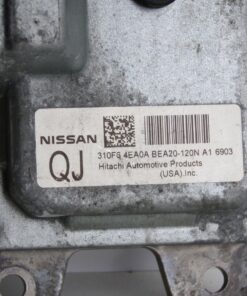 NISSAN
QJ
310F6 4EA0A BEA20-120N A1 6903
Hitachi Automotive Products
(USA),Inc.